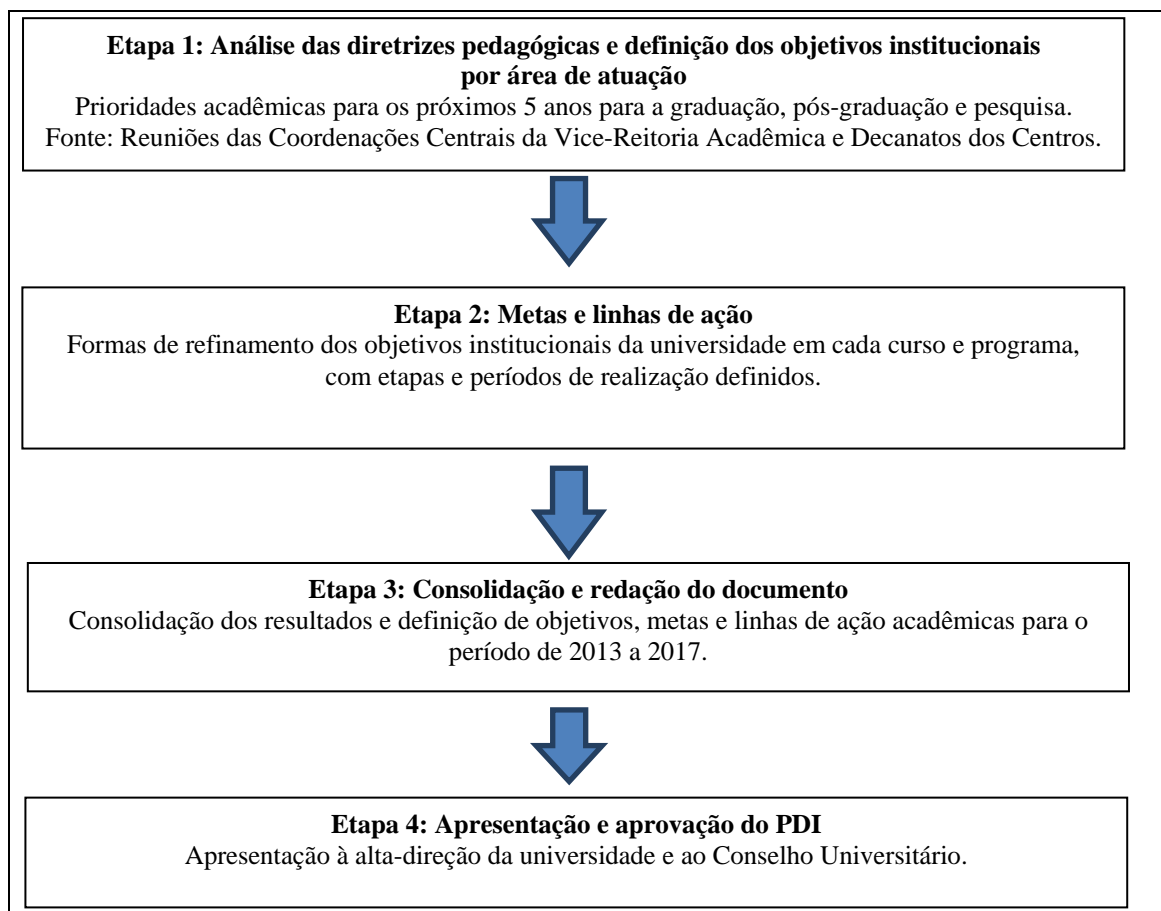 Etapa 1: Análise das diretrizes pedagógicas e definição dos objetivos institucionais
por área de atuação
Prioridades acadêmicas para os próximos 5 anos para a graduação, pós-graduação e pesquisa.
Fonte: Reuniões das Coordenações Centrais da Vice-Reitoria Acadêmica e Decanatos dos Centros.
Etapa 2: Metas e linhas de ação
Formas de refinamento dos objetivos institucionais da universidade em cada curso e programa,
com etapas e períodos de realização definidos.
Etapa 3: Consolidação e redação do documento
Consolidação dos resultados e definição de objetivos, metas e linhas de ação acadêmicas para o
período de 2013 a 2017.
Etapa 4: Apresentação e aprovação do PDI
Apresentação à alta-direção da universidade e ao Conselho Universitário.